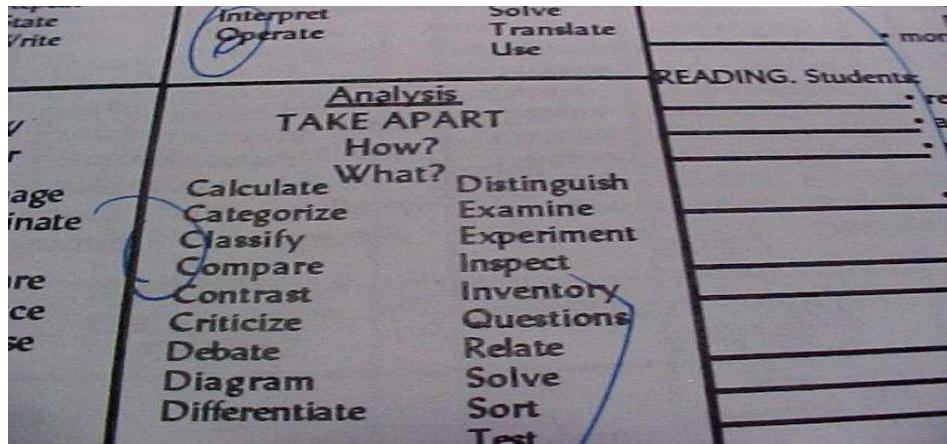 Interpret
Operate
Solve
Translate
Use
READING. Students:
Analysis
TAKE APART
How?
What?
Calculate
Categorize
Classify
Compare
Contrast
Criticize
Debate
Diagram
Differentiate
Distinguish
Examine
Experiment
Inspect
Inventory
Questions
Relate
Solve
Sort
Test